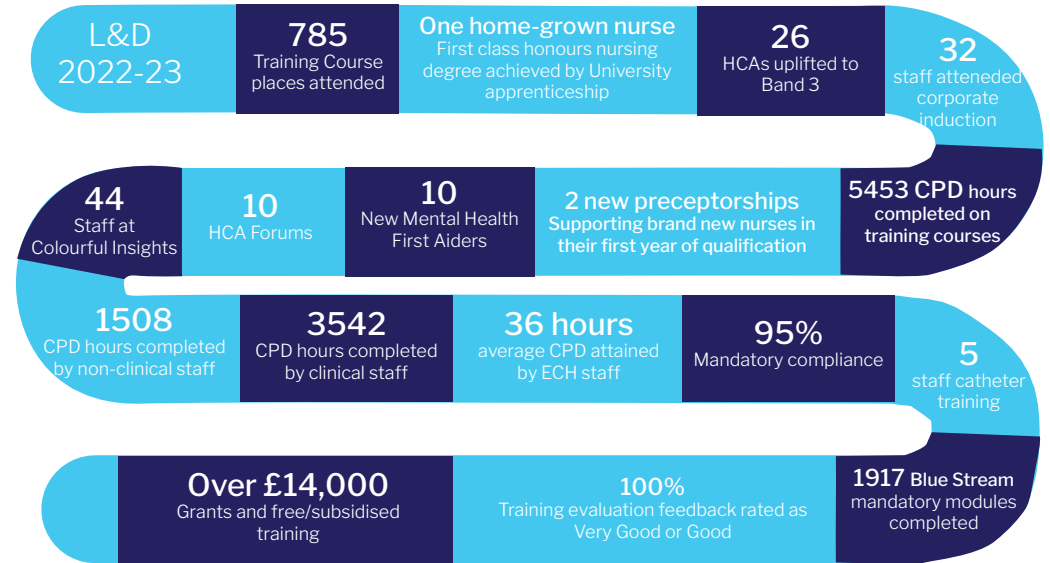 L&D
2022-23
785
Training Course
places attended
One home-grown nurse
First class honours nursing
degree achieved by University
apprenticeship
26
HCAs uplifted to
Band 3
32
staff atteneded
corporate
induction
5453 CPD hours
completed on
training courses
2 new preceptorships
Supporting brand new nurses in
their first year of qualification
10
New Mental Health
First Aiders
10
HCA Forums
44
Staff at
Colourful Insights
1508
CPD hours completed
by non-clinical staff
3542
CPD hours completed
by clinical staff
36 hours
average CPD attained
by ECH staff
95%
Mandatory compliance
5
staff catheter
training
1917 Blue Stream
mandatory modules
completed
100%
Training evaluation feedback rated as
Very Good or Good
Over £14,000
Grants and free/subsidised
training